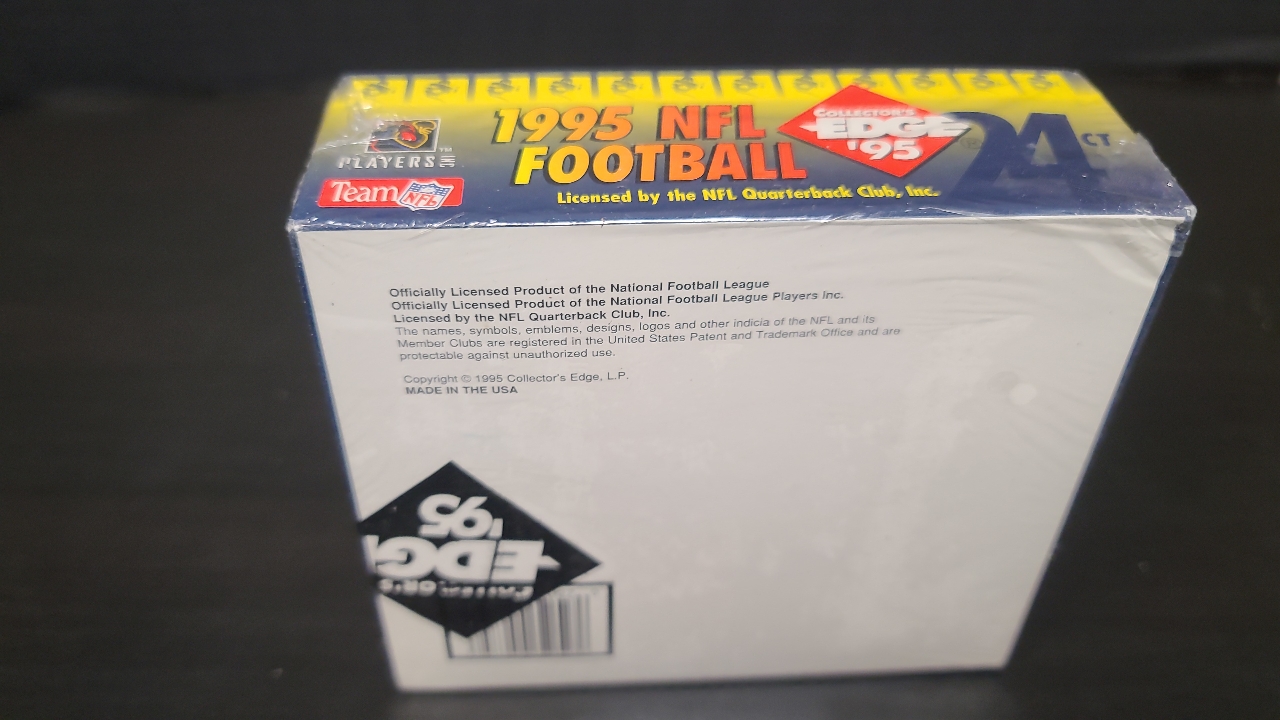 1995 NFL
FOOTBALL
Licensed by the NFL Quarterback Club, Inc.
COLLECTOR'S
EDGE®
'95
24 CT
PLAYERS INC ™
Team NFL
Officially Licensed Product of the National Football League
Officially Licensed Product of the National Football League Players Inc.
Licensed by the NFL Quarterback Club, Inc.
The names, symbols, emblems, designs, logos and other indicia of the NFL and its
Member Clubs are registered in the United States Patent and Trademark Office and are
protectable against unauthorized use.
Copyright © 1995 Collector's Edge, L.P.
MADE IN THE USA
COLLECTOR'S
EDGE
'95